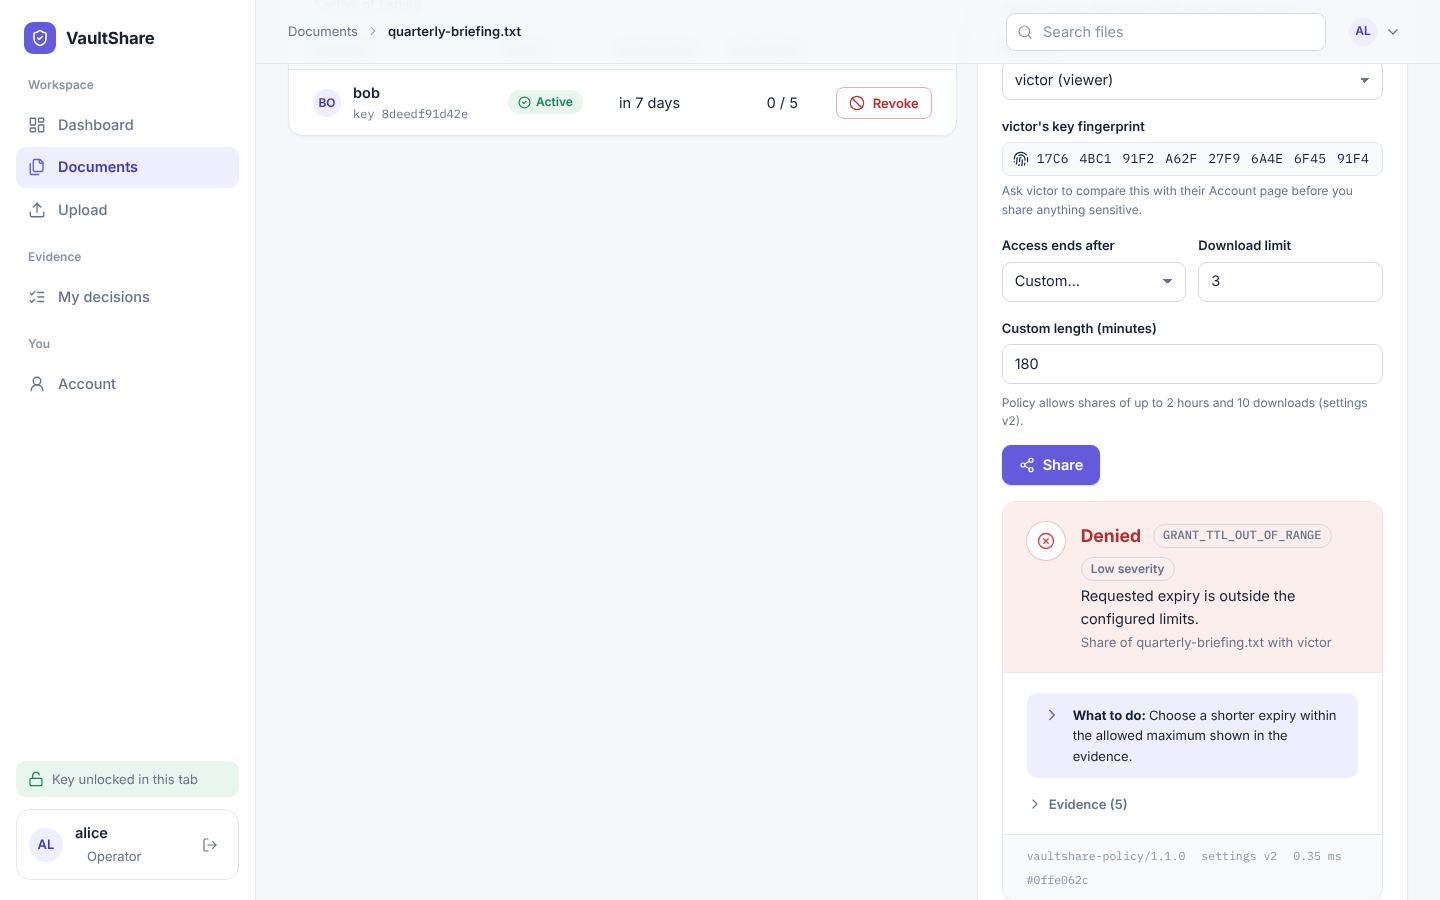 VaultShare
Workspace
Dashboard
Documents
Upload
Evidence
My decisions
You
Account
Key unlocked in this tab
AL
alice
Operator
Documents > quarterly-briefing.txt
Search files
AL
BO
bob
key 8deedf91d42e
Active
in 7 days
0 / 5
Revoke
victor (viewer)
victor's key fingerprint
17C6 4BC1 91F2 A62F 27F9 6A4E 6F45 91F4
Ask victor to compare this with their Account page before you
share anything sensitive.
Access ends after
Download limit
Custom...
3
Custom length (minutes)
180
Policy allows shares of up to 2 hours and 10 downloads (settings
v2).
Share
Denied GRANT_TTL_OUT_OF_RANGE
Low severity
Requested expiry is outside the
configured limits.
Share of quarterly-briefing.txt with victor
What to do: Choose a shorter expiry within
the allowed maximum shown in the
evidence.
Evidence (5)
vaultshare-policy/1.1.0 settings v2 0.35 ms
#0ffe062c